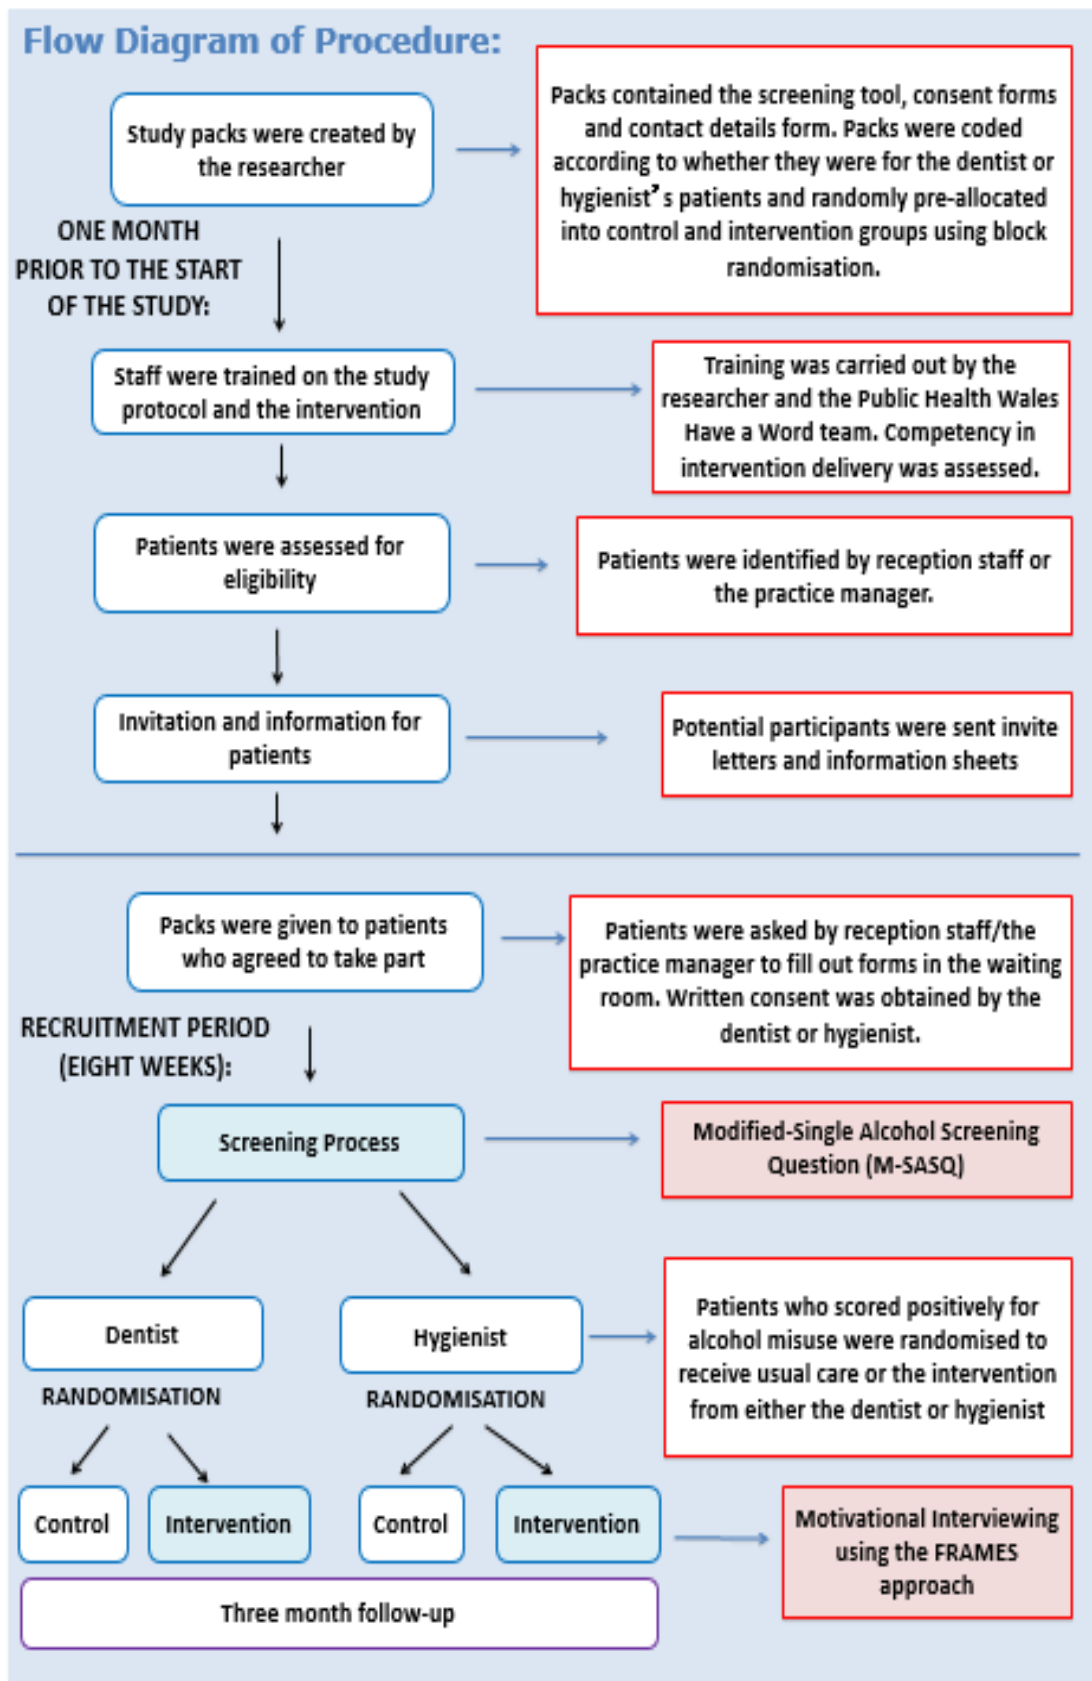 Flow Diagram of Procedure:
Study packs were created by
the researcher
Packs contained the screening tool, consent forms
and contact details form. Packs were coded
according to whether they were for the dentist or
hygienist’s patients and randomly pre-allocated
into control and intervention groups using block
randomisation.
ONE MONTH
PRIOR TO THE START
OF THE STUDY:
Staff were trained on the study
protocol and the intervention
Training was carried out by the
researcher and the Public Health Wales
Have a Word team. Competency in
intervention delivery was assessed.
Patients were assessed for
eligibility
Patients were identified by reception staff or
the practice manager.
Invitation and information for
patients
Potential participants were sent invite
letters and information sheets
Packs were given to patients
who agreed to take part
Patients were asked by reception staff/the
practice manager to fill out forms in the waiting
room. Written consent was obtained by the
dentist or hygienist.
RECRUITMENT PERIOD
(EIGHT WEEKS):
Screening Process
Modified-Single Alcohol Screening
Question (M-SASQ)
Dentist
Hygienist
Patients who scored positively for
alcohol misuse were randomised to
receive usual care or the intervention
from either the dentist or hygienist
RANDOMISATION
RANDOMISATION
Control
Intervention
Control
Intervention
Motivational Interviewing
using the FRAMES
approach
Three month follow-up